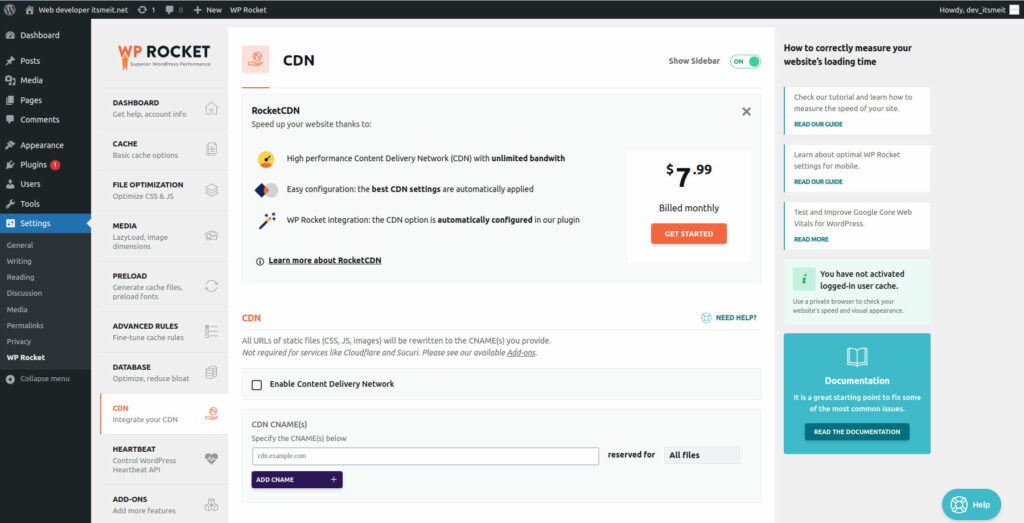 Web developer itsmeit.net 1 0 New WP Rocket Howdy, dev_itsmeit
Dashboard
Posts
Media
Pages
Comments
Appearance
Plugins 1
Users
Tools
Settings
General
Writing
Reading
Discussion
Media
Permalinks
Privacy
WP Rocket
Collapse menu
WP ROCKET
Superior WordPress Performance
DASHBOARD
Get help, account info
CACHE
Basic cache options
FILE OPTIMIZATION
Optimize CSS & JS
MEDIA
LazyLoad, image
dimensions
PRELOAD
Generate cache files,
preload fonts
ADVANCED RULES
Fine-tune cache rules
DATABASE
Optimize, reduce bloat
CDN
Integrate your CDN
HEARTBEAT
Control WordPress
Heartbeat API
ADD-ONS
Add more features
CDN
Show Sidebar ON
RocketCDN
Speed up your website thanks to:
High performance Content Delivery Network (CDN) with unlimited bandwith
Easy configuration: the best CDN settings are automatically applied
WP Rocket integration: the CDN option is automatically configured in our plugin
Learn more about RocketCDN
$7.99
Billed monthly
GET STARTED
CDN
NEED HELP?
All URLs of static files (CSS, JS, images) will be rewritten to the CNAME(s) you provide.
Not required for services like Cloudflare and Sucuri. Please see our available Add-ons.
Enable Content Delivery Network
CDN CNAME(s)
Specify the CNAME(s) below
cdn.example.com reserved for All files
ADD CNAME +
How to correctly measure your
website's loading time
Check our tutorial and learn how to
measure the speed of your site.
READ OUR GUIDE
Learn about optimal WP Rocket
settings for mobile.
READ OUR GUIDE
Test and Improve Google Core Web
Vitals for WordPress.
READ MORE
i
You have not activated
logged-in user cache.
Use a private browser to check your
website's speed and visual appearance.
Documentation
It is a great starting point to fix some
of the most common issues.
READ THE DOCUMENTATION
Help